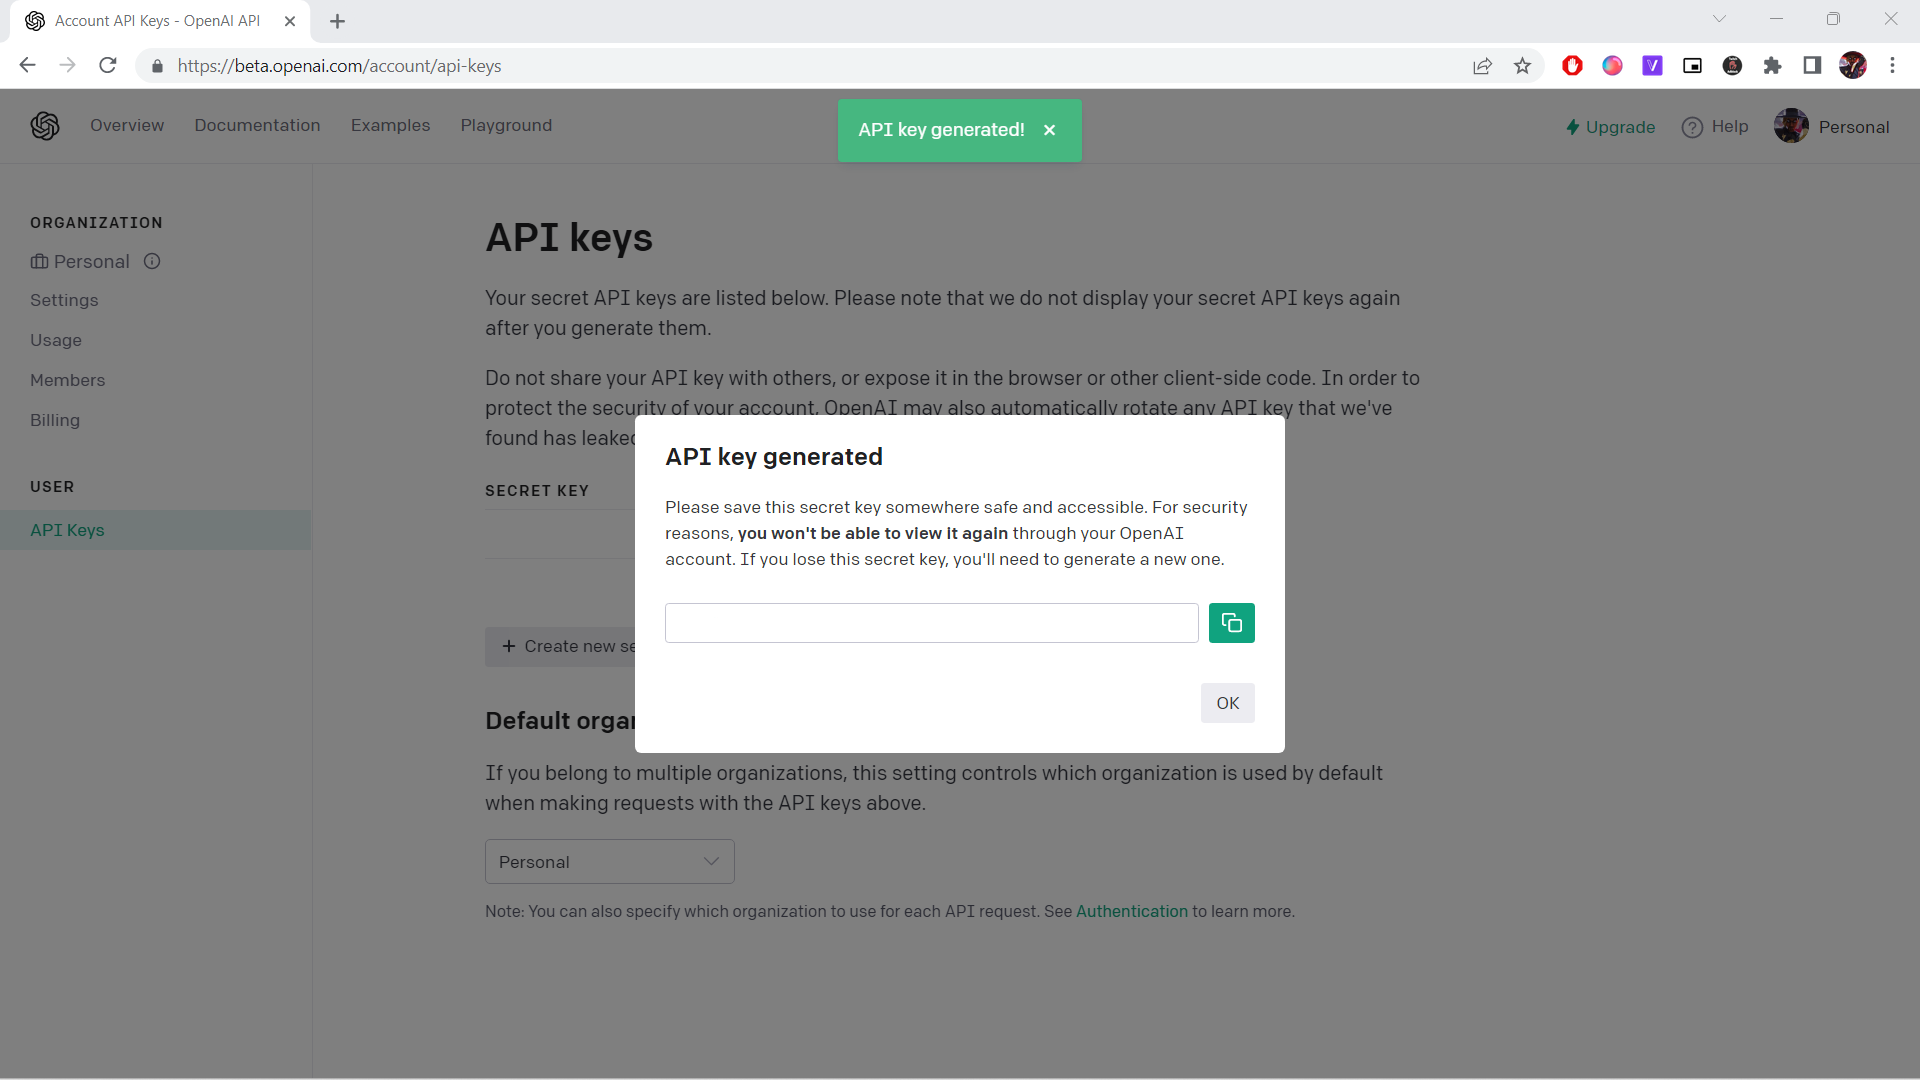 Account API Keys - OpenAI API
https://beta.openai.com/account/api-keys
Overview Documentation Examples Playground
API key generated!
Upgrade Help Personal
ORGANIZATION
Personal
Settings
Usage
Members
Billing
USER
API Keys
API keys
Your secret API keys are listed below. Please note that we do not display your secret API keys again
after you generate them.
Do not share your API key with others, or expose it in the browser or other client-side code. In order to
protect the security of your account, OpenAI may also automatically rotate any API key that we've
found has leaked
SECRET KEY
+ Create new se
API key generated
Please save this secret key somewhere safe and accessible. For security
reasons, you won't be able to view it again through your OpenAI
account. If you lose this secret key, you'll need to generate a new one.
OK
Default organ
If you belong to multiple organizations, this setting controls which organization is used by default
when making requests with the API keys above.
Personal
Note: You can also specify which organization to use for each API request. See Authentication to learn more.